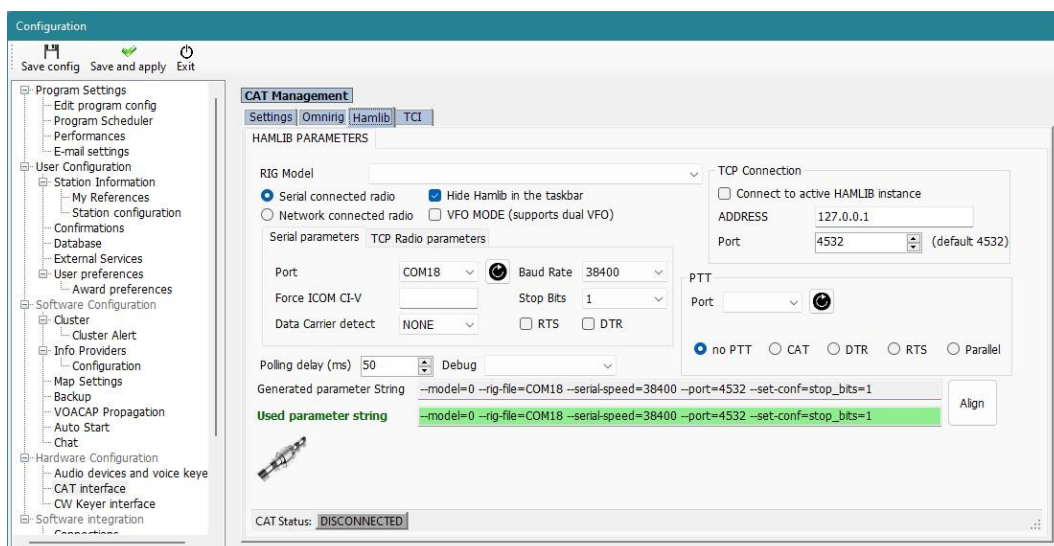 Configuration
Save config Save and apply Exit
Program Settings
Edit program config
Program Scheduler
Performances
E-mail settings
User Configuration
Station Information
My References
Station configuration
Confirmations
Database
External Services
User preferences
Award preferences
Software Configuration
Cluster
Cluster Alert
Info Providers
Configuration
Map Settings
Backup
VOACAP Propagation
Auto Start
Chat
Hardware Configuration
Audio devices and voice keye
CAT interface
CW Keyer interface
Software integration
Connections
CAT Management
Settings Omnirig Hamlib TCI
HAMLIB PARAMETERS
RIG Model
Serial connected radio Hide Hamlib in the taskbar
Network connected radio VFO MODE (supports dual VFO)
Serial parameters TCP Radio parameters
Port COM18 Baud Rate 38400
Force ICOM CI-V Stop Bits 1
Data Carrier detect NONE RTS DTR
Polling delay (ms) 50 Debug
TCP Connection
Connect to active HAMLIB instance
ADDRESS 127.0.0.1
Port 4532 (default 4532)
PTT
Port
no PTT CAT DTR RTS Parallel
Generated parameter String --model=0 --rig-file=COM18 --serial-speed=38400 --port=4532 --set-conf=stop_bits=1
Used parameter string --model=0 --rig-file=COM18 --serial-speed=38400 --port=4532 --set-conf=stop_bits=1
Align
CAT Status: DISCONNECTED